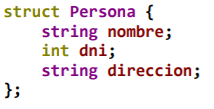 struct Persona {
    string nombre;
    int dni;
    string direccion;
};